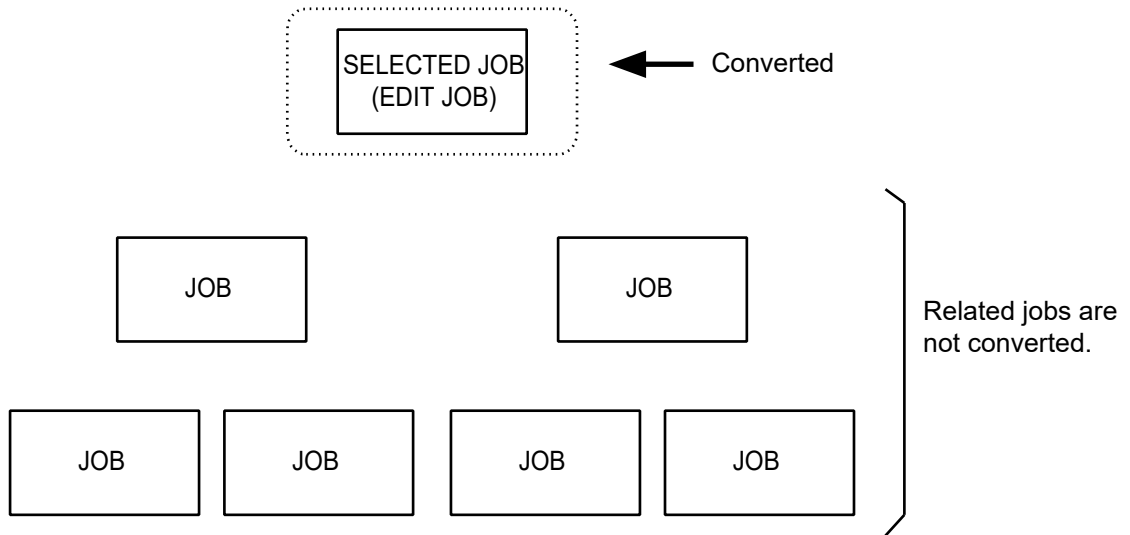 SELECTED JOB
(EDIT JOB)
Converted
JOB
JOB
Related jobs are
not converted.
JOB
JOB
JOB
JOB